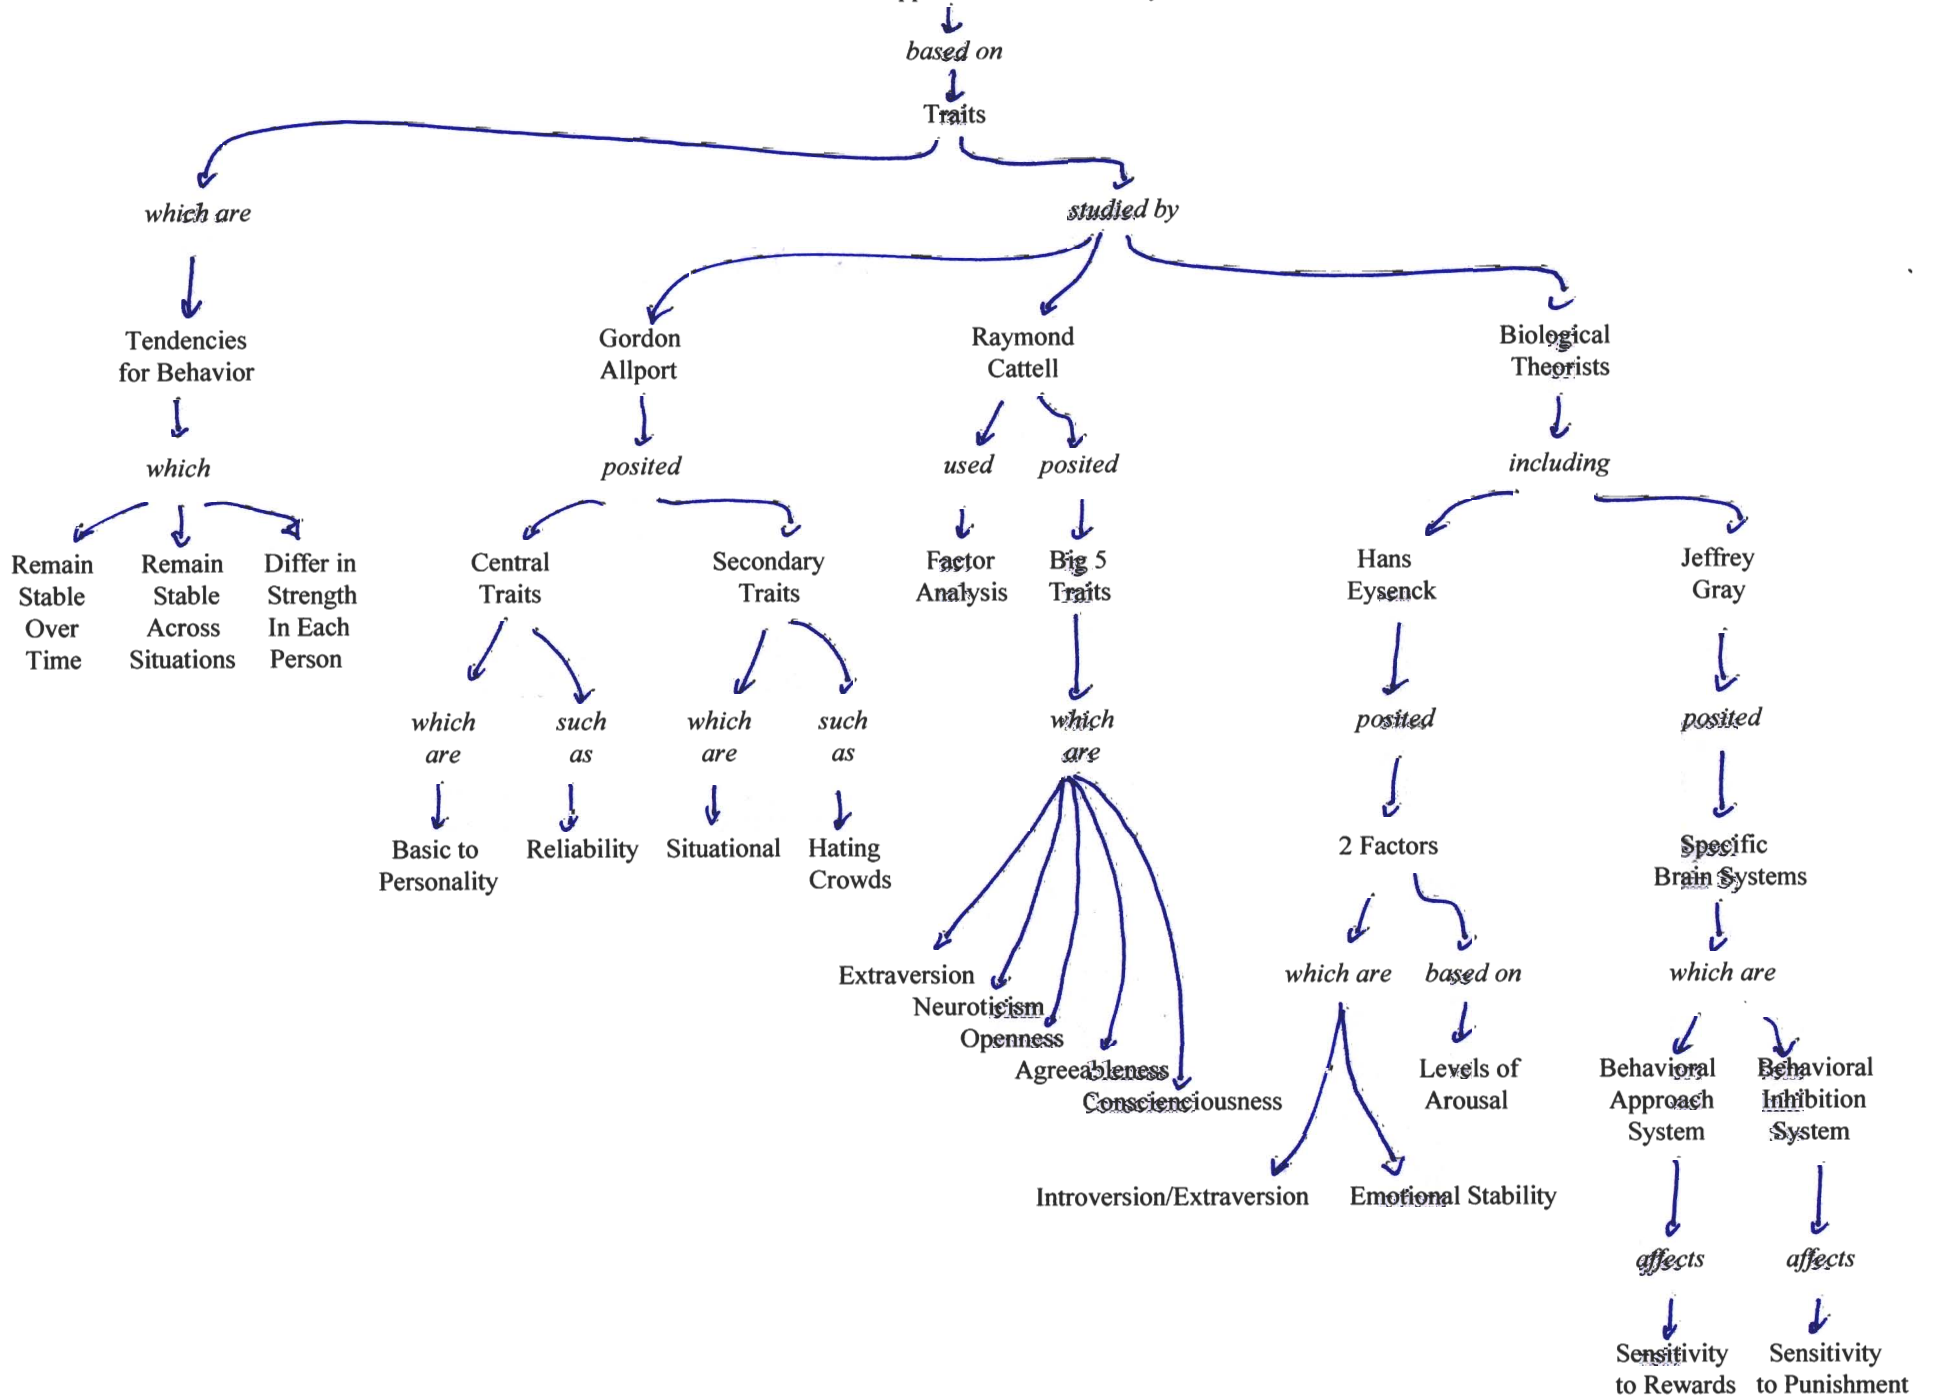 based on
Traits
which are
studied by
Tendencies
for Behavior
Gordon
Allport
Raymond
Cattell
Biological
Theorists
which
posited
used
posited
including
Remain
Stable
Over
Time
Remain
Stable
Across
Situations
Differ in
Strength
In Each
Person
Central
Traits
Secondary
Traits
Factor
Analysis
Big 5
Traits
Hans
Eysenck
Jeffrey
Gray
which
are
such
as
which
are
such
as
which
are
posited
posited
Basic to
Personality
Reliability
Situational
Hating
Crowds
2 Factors
Specific
Brain Systems
Extraversion
Neuroticism
Openness
Agreeableness
Conscienciousness
which are
based on
which are
Levels of
Arousal
Behavioral
Approach
System
Behavioral
Inhibition
System
Introversion/Extraversion
Emotional Stability
affects
affects
Sensitivity
to Rewards
Sensitivity
to Punishment